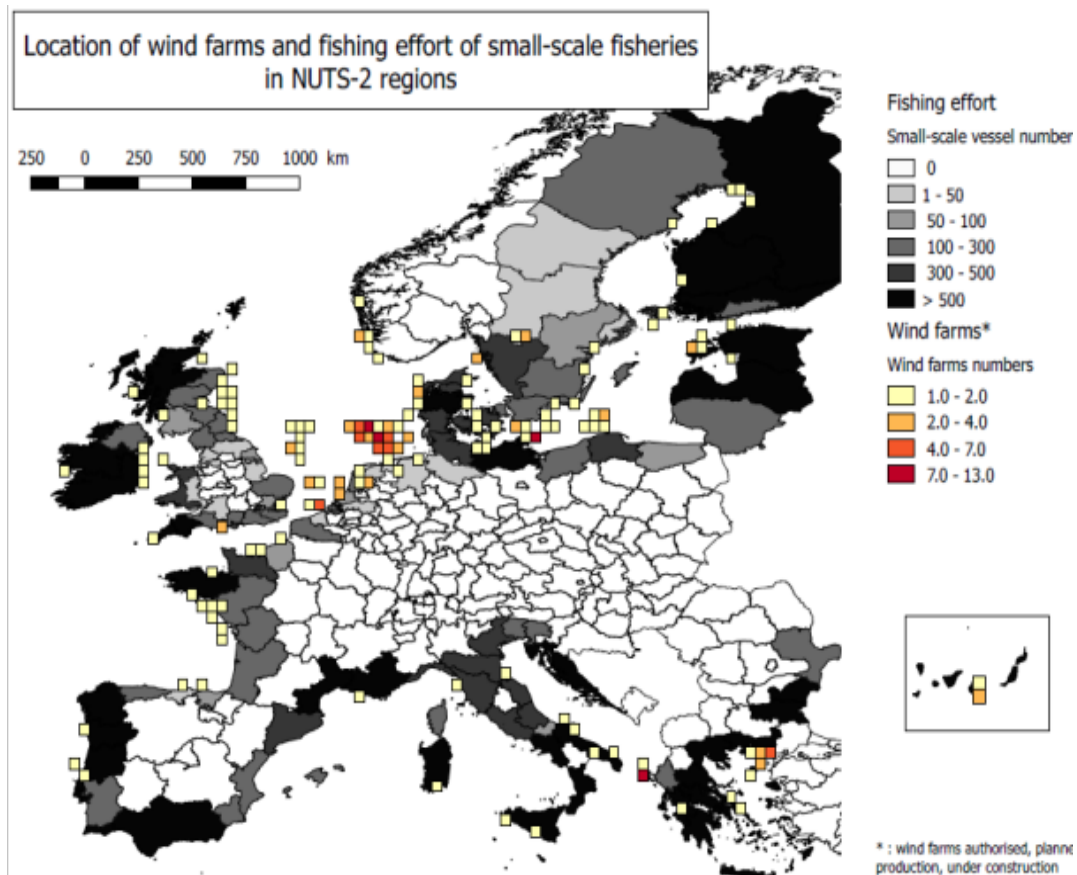 Location of wind farms and fishing effort of small-scale fisheries
in NUTS-2 regions
250 0 250 500 750 1000 km
Fishing effort
Small-scale vessel number
0
1 - 50
50 - 100
100 - 300
300 - 500
> 500
Wind farms*
Wind farms numbers
1.0 - 2.0
2.0 - 4.0
4.0 - 7.0
7.0 - 13.0
* : wind farms authorised, planne
production, under construction